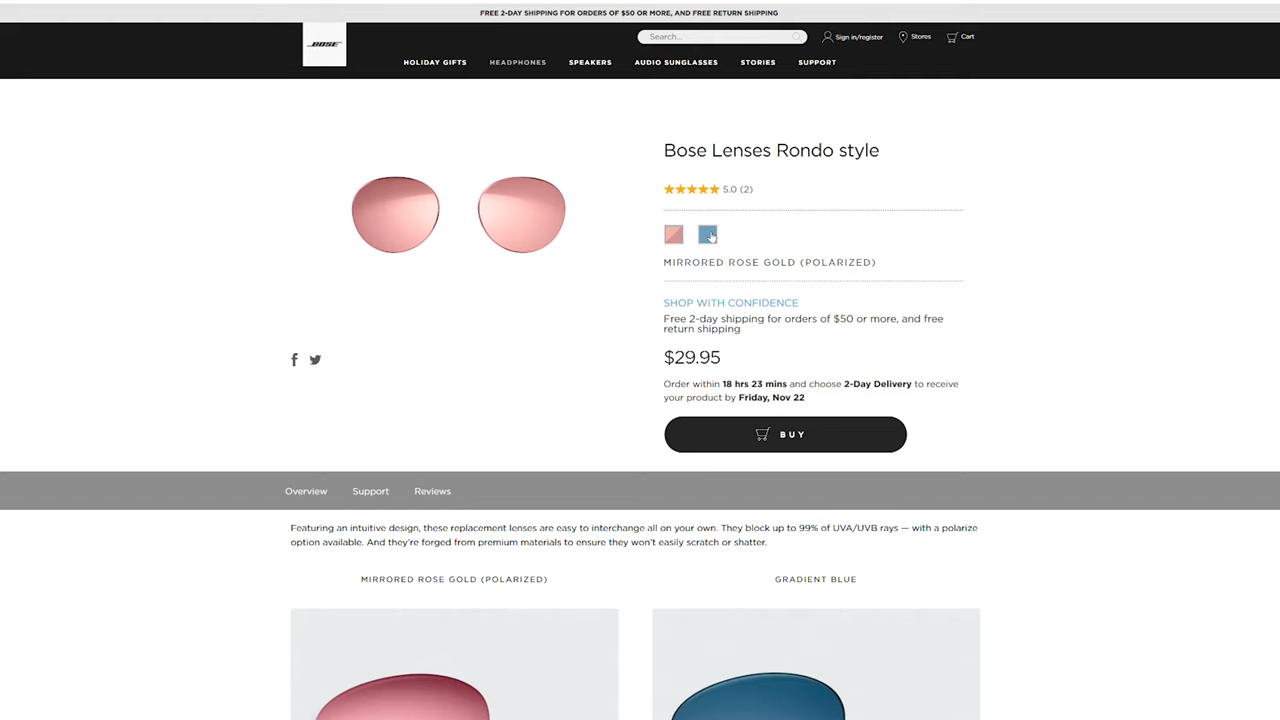 FREE 2-DAY SHIPPING FOR ORDERS OF $50 OR MORE, AND FREE RETURN SHIPPING
BOSE
Search...
Sign in/register
Stores
Cart
HOLIDAY GIFTS
HEADPHONES
SPEAKERS
AUDIO SUNGLASSES
STORIES
SUPPORT
Bose Lenses Rondo style
5.0 (2)
MIRRORED ROSE GOLD (POLARIZED)
SHOP WITH CONFIDENCE
Free 2-day shipping for orders of $50 or more, and free
return shipping
$29.95
Order within 18 hrs 23 mins and choose 2-Day Delivery to receive
your product by Friday, Nov 22
BUY
Overview
Support
Reviews
Featuring an intuitive design, these replacement lenses are easy to interchange all on your own. They block up to 99% of UVA/UVB rays — with a polarize
option available. And they're forged from premium materials to ensure they won't easily scratch or shatter.
MIRRORED ROSE GOLD (POLARIZED)
GRADIENT BLUE